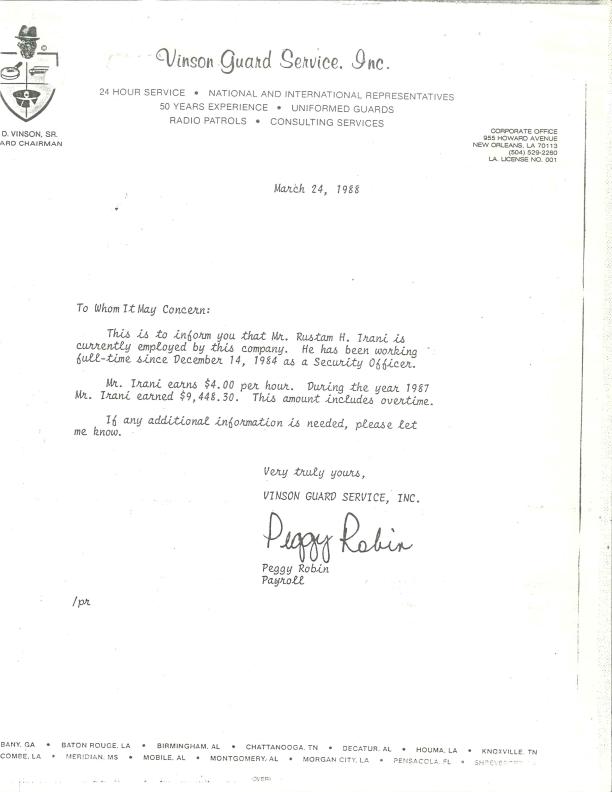 Vinson Guard Service, Inc.
24 HOUR SERVICE • NATIONAL AND INTERNATIONAL REPRESENTATIVES
50 YEARS EXPERIENCE • UNIFORMED GUARDS
RADIO PATROLS • CONSULTING SERVICES
D. VINSON, SR.
ARD CHAIRMAN
CORPORATE OFFICE
955 HOWARD AVENUE
NEW ORLEANS, LA 70113
(504) 529-2260
LA. LICENSE NO. 001
March 24, 1988
To Whom It May Concern:
This is to inform you that Mr. Rustam H. Irani is
currently employed by this company. He has been working
full-time since December 14, 1984 as a Security Officer.
Mr. Irani earns $4.00 per hour. During the year 1987
Mr. Irani earned $9,448.30. This amount includes overtime.
If any additional information is needed, please let
me know.
Very truly yours,
VINSON GUARD SERVICE, INC.
Peggy Robin
Peggy Robin
Payroll
/pr
BANY, GA • BATON ROUGE, LA • BIRMINGHAM, AL • CHATTANOOGA, TN • DECATUR, AL • HOUMA, LA • KNOXVILLE, TN
COMBE, LA • MERIDIAN, MS • MOBILE, AL • MONTGOMERY, AL • MORGAN CITY, LA • PENSACOLA, FL •
(OVER)